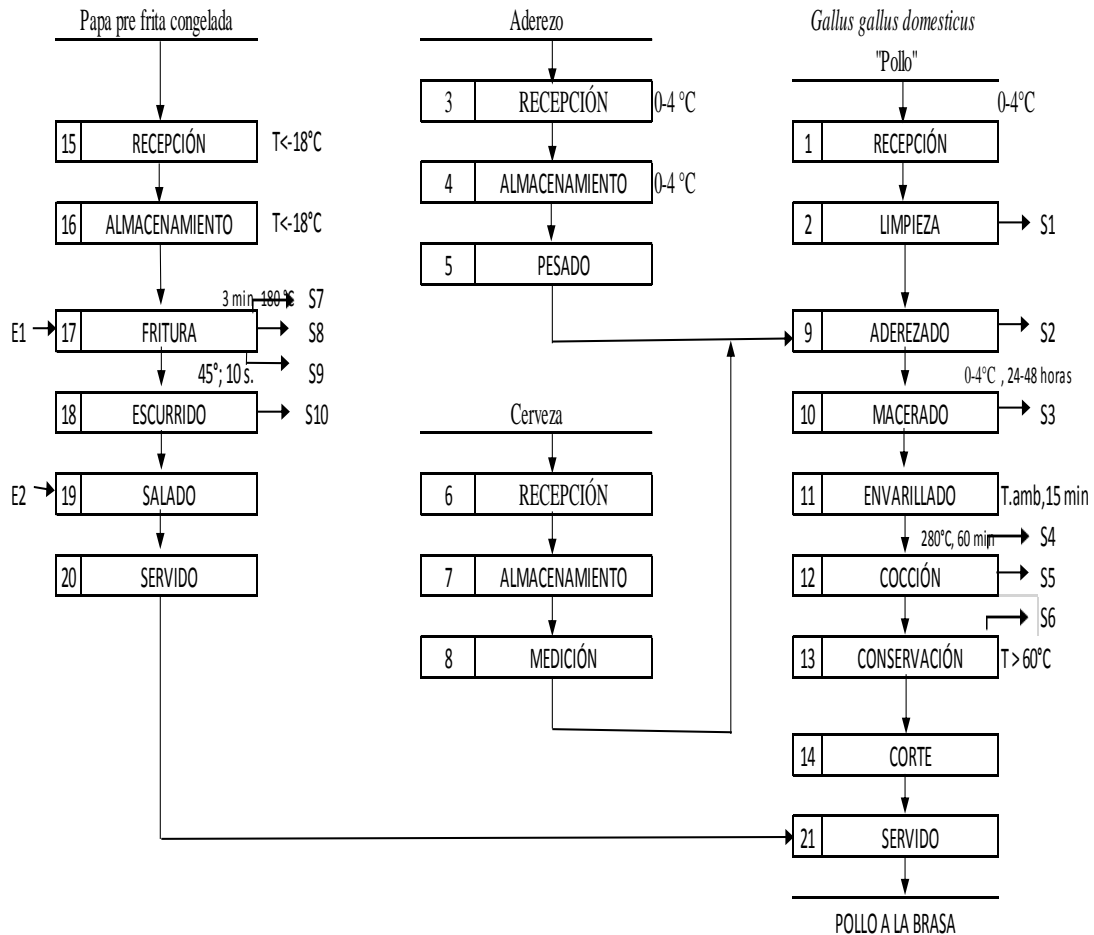 Papa pre frita congelada
15 RECEPCIÓN T<-18°C
16 ALMACENAMIENTO T<-18°C
3 min 180 °C S7
E1 17 FRITURA S8
45°; 10 s. S9
18 ESCURRIDO S10
E2 19 SALADO
20 SERVIDO
Aderezo
3 RECEPCIÓN 0-4 °C
4 ALMACENAMIENTO 0-4 °C
5 PESADO
Cerveza
6 RECEPCIÓN
7 ALMACENAMIENTO
8 MEDICIÓN
Gallus gallus domesticus
"Pollo"
0-4°C
1 RECEPCIÓN
2 LIMPIEZA S1
9 ADEREZADO S2
0-4°C , 24-48 horas
10 MACERADO S3
11 ENVARILLADO T.amb,15 min
280°C, 60 min S4
12 COCCIÓN S5
S6
13 CONSERVACIÓN T > 60°C
14 CORTE
21 SERVIDO
POLLO A LA BRASA